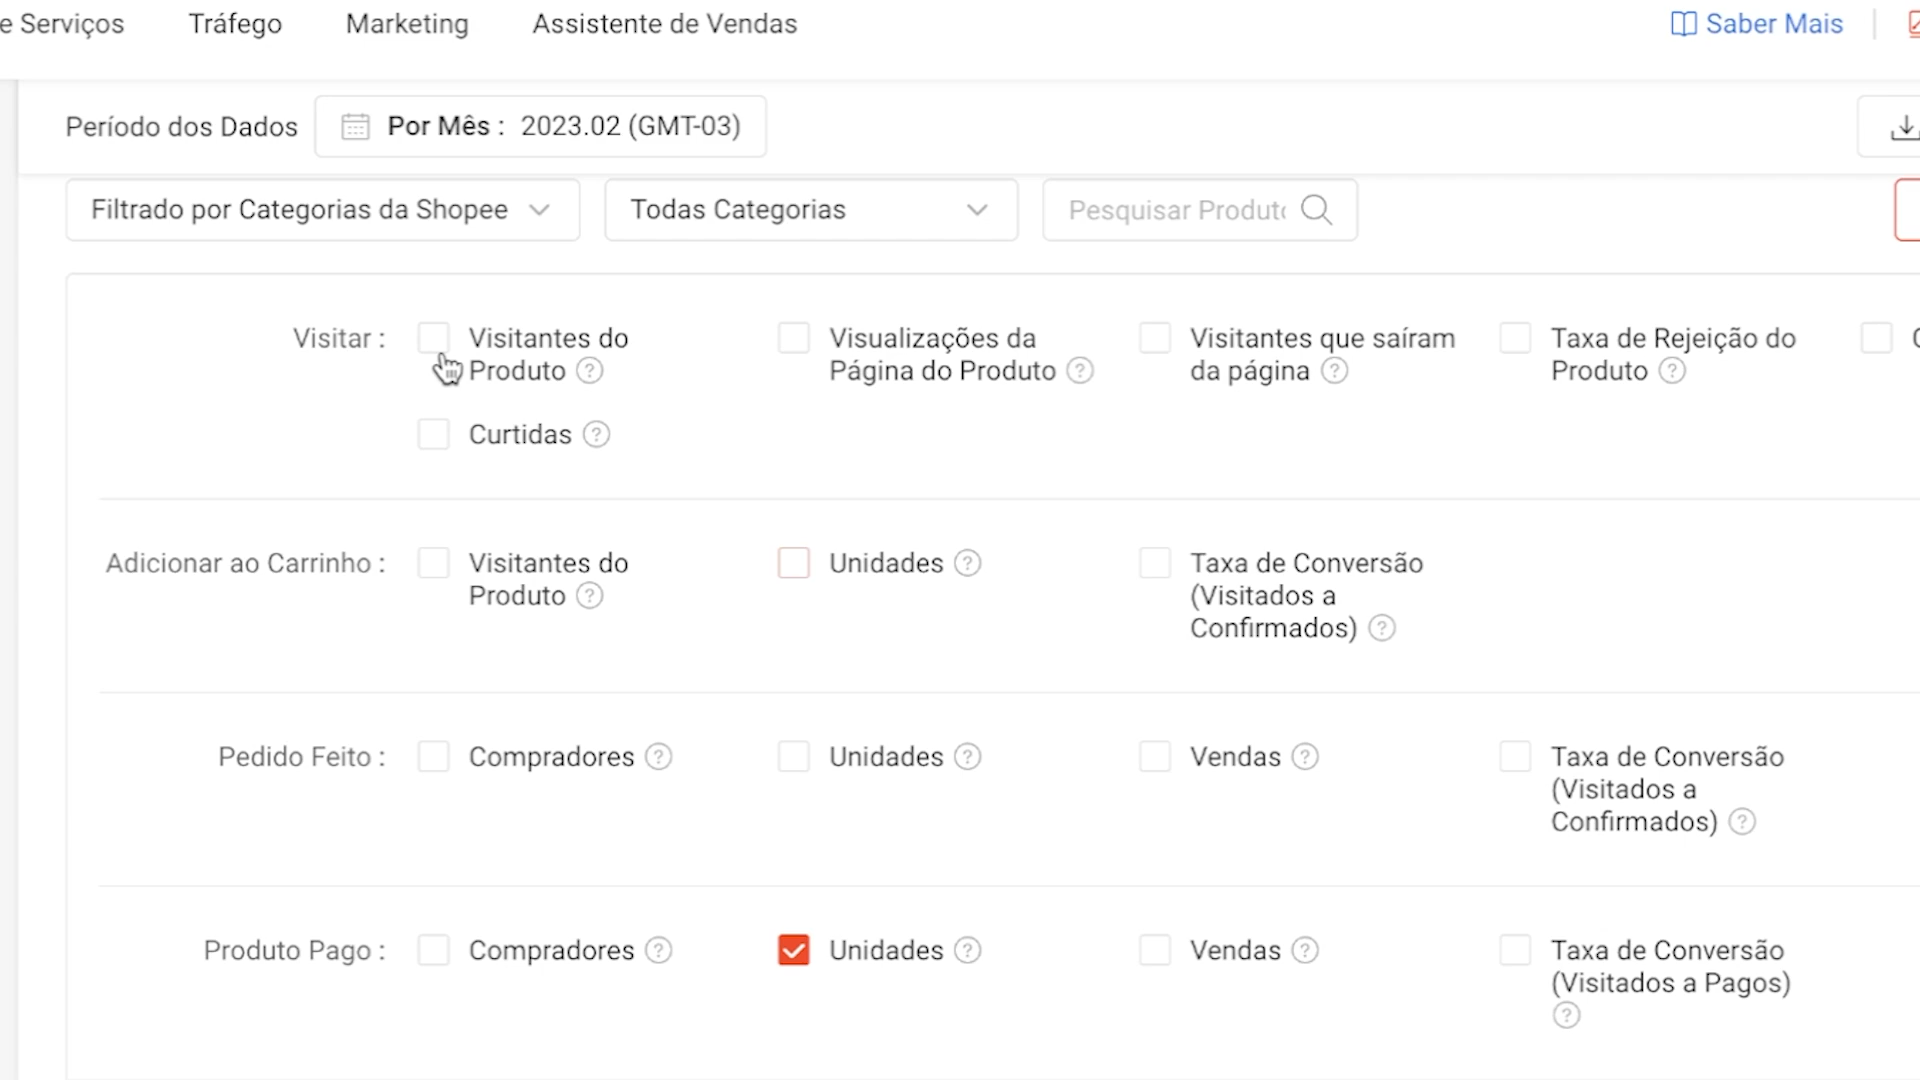 e Serviços Tráfego Marketing Assistente de Vendas Saber Mais
Período dos Dados Por Mês : 2023.02 (GMT-03)
Filtrado por Categorias da Shopee Todas Categorias Pesquisar Produt
Visitar : Visitantes do Produto Visualizações da Página do Produto Visitantes que saíram da página Taxa de Rejeição do Produto
Curtidas
Adicionar ao Carrinho : Visitantes do Produto Unidades Taxa de Conversão (Visitados a Confirmados)
Pedido Feito : Compradores Unidades Vendas Taxa de Conversão (Visitados a Confirmados)
Produto Pago : Compradores Unidades Vendas Taxa de Conversão (Visitados a Pagos)